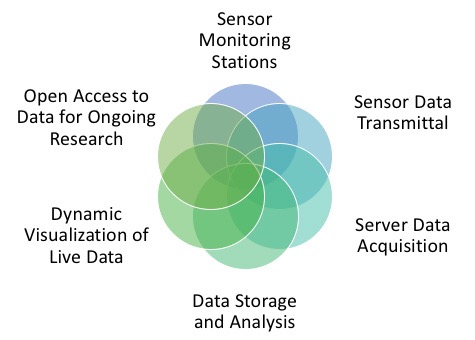 Sensor
Monitoring
Stations
Sensor Data
Transmittal
Server Data
Acquisition
Data Storage
and Analysis
Dynamic
Visualization of
Live Data
Open Access to
Data for Ongoing
Research